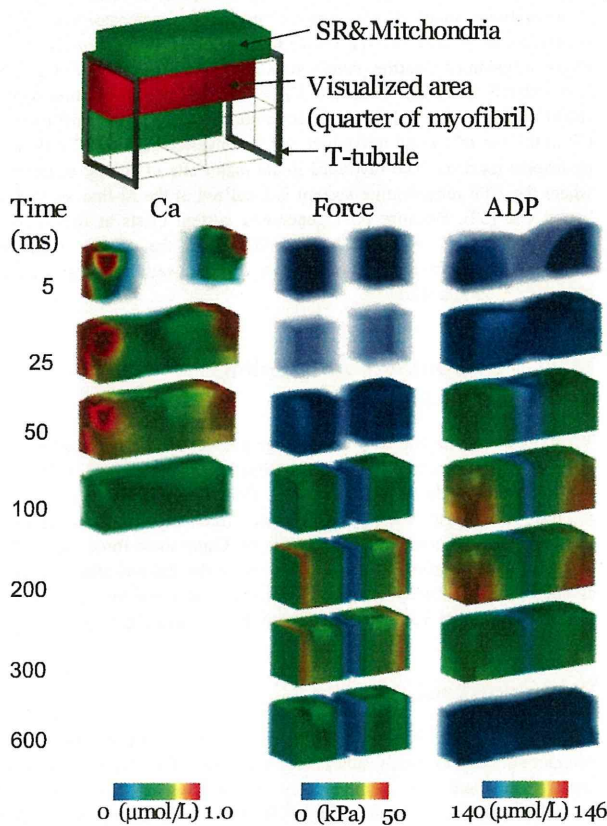 SR&Mitchondria
Visualized area
(quarter of myofibril)
T-tubule
Time
(ms)
Ca
Force
ADP
5
25
50
100
200
300
600
0 (μmol/L) 1.0
0 (kPa) 50
140 (μmol/L) 146